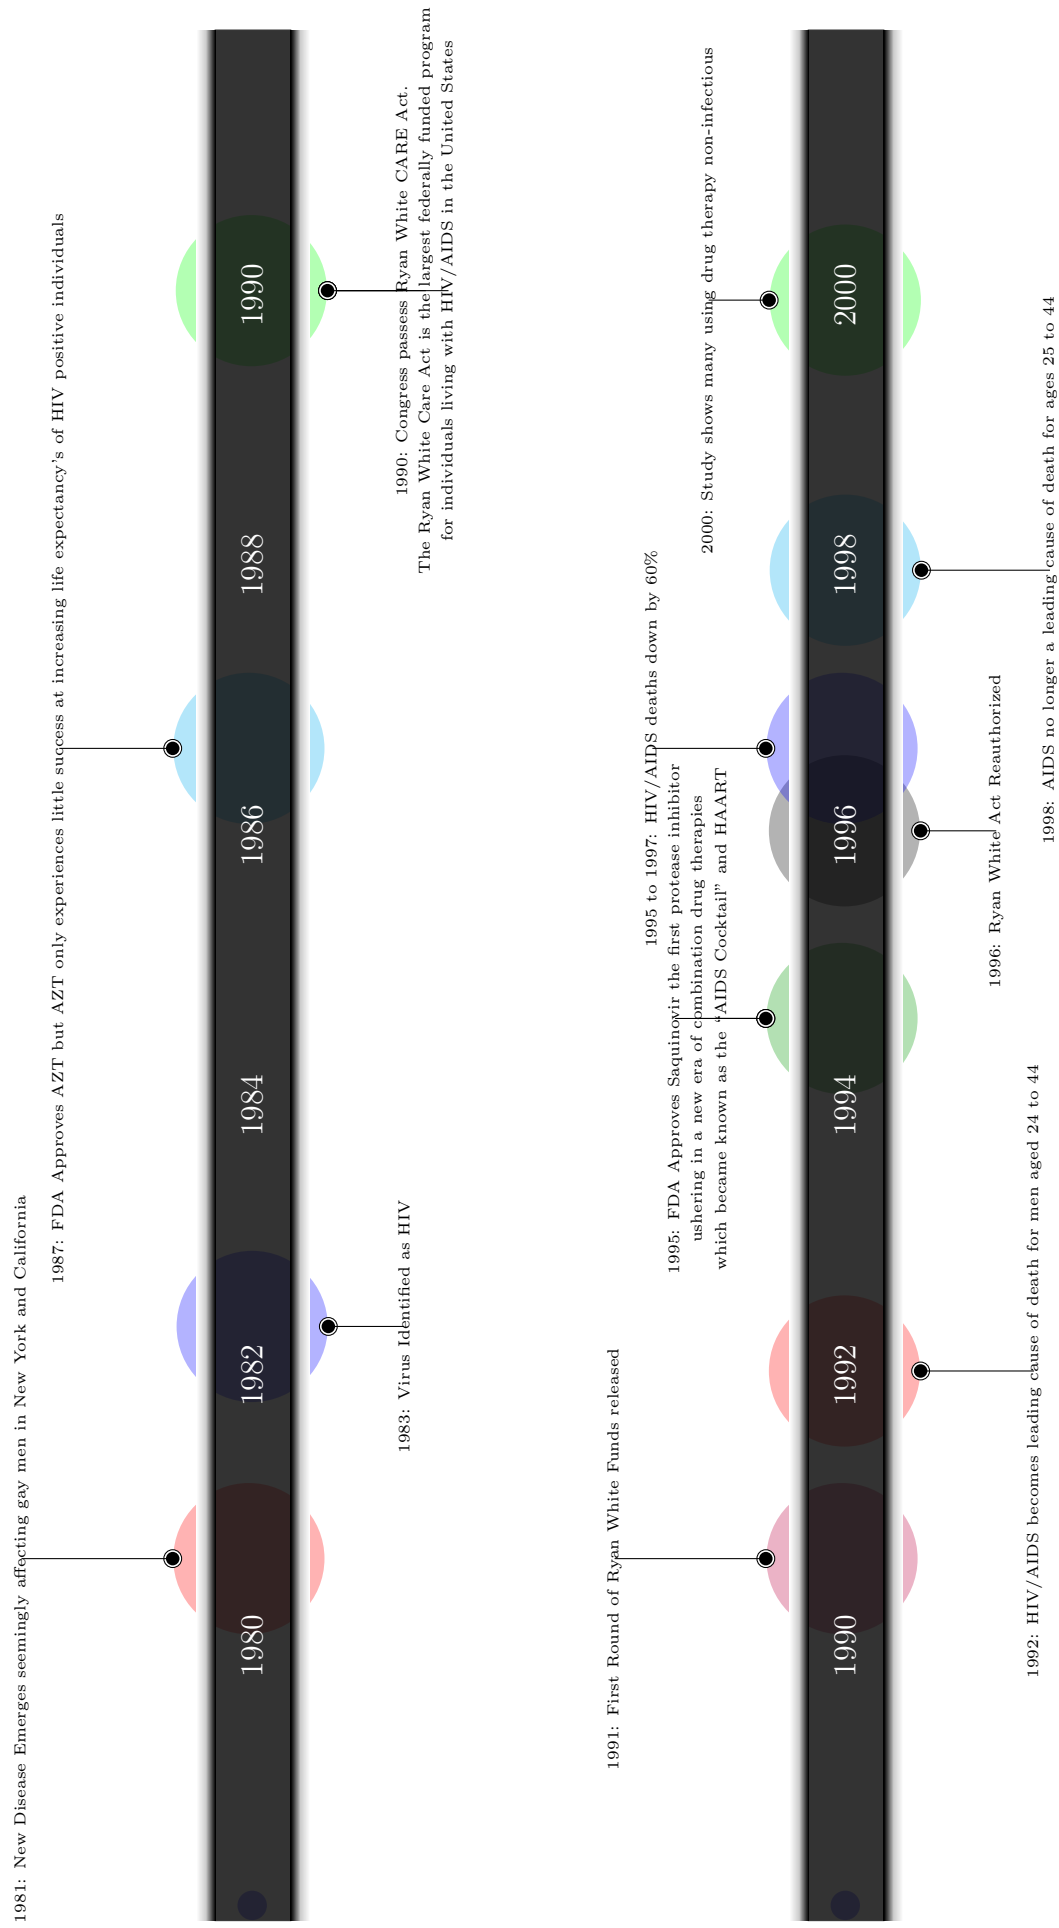 1981: New Disease Emerges seemingly affecting gay men in New York and California
1987: FDA Approves AZT but AZT only experiences little success at increasing life expectancy's of HIV positive individuals
1980
1982
1984
1986
1988
1990
1983: Virus Identified as HIV
1990: Congress passess Ryan White CARE Act.
The Ryan White Care Act is the largest federally funded program
for individuals living with HIV/AIDS in the United States
1991: First Round of Ryan White Funds released
1995 to 1997: HIV/AIDS deaths down by 60%
1995: FDA Approves Saquinovir the first protease inhibitor
ushering in a new era of combination drug therapies
which became known as the “AIDS Cocktail” and HAART
2000: Study shows many using drug therapy non-infectious
1990
1992
1994
1996
1998
2000
1996: Ryan White Act Reauthorized
1992: HIV/AIDS becomes leading cause of death for men aged 24 to 44
1998: AIDS no longer a leading cause of death for ages 25 to 44